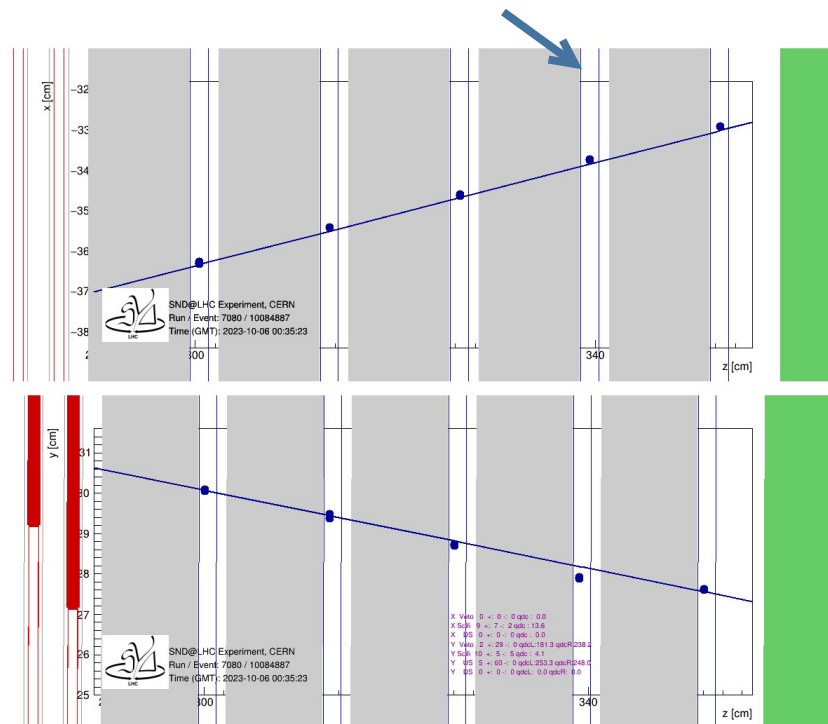 x [cm]
−32
−33
−34
−35
−36
−37
−38
LHC
SND@LHC Experiment, CERN
Run / Event: 7080 / 10084887
Time (GMT): 2023-10-06 00:35:23
340
z [cm]
y [cm]
31
30
29
28
27
26
25
X Veto 0 +: 0 -: 0 qdc : 0.0
X Scifi 9 +: 7 -: 2 qdc : 13.6
X DS 0 +: 0 -: 0 qdc : 0.0
Y Veto 2 +: 29 -: 0 qdcL:181.3 qdcR:238.2
Y Scifi 10 +: 5 -: 5 qdc : 4.1
Y US 5 +: 60 -: 0 qdcL:253.3 qdcR:248.0
Y DS 0 +: 0 -: 0 qdcL: 0.0 qdcR: 0.0
LHC
SND@LHC Experiment, CERN
Run / Event: 7080 / 10084887
Time (GMT): 2023-10-06 00:35:23
300
340
z [cm]